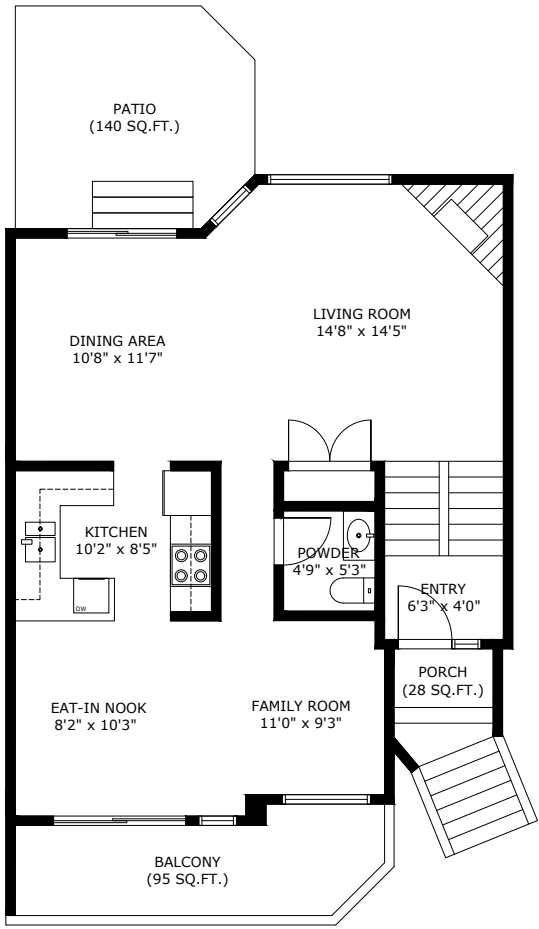 PATIO
(140 SQ.FT.)
LIVING ROOM
14'8" x 14'5"
DINING AREA
10'8" x 11'7"
KITCHEN
10'2" x 8'5"
POWDER
4'9" x 5'3"
ENTRY
6'3" x 4'0"
DW
PORCH
(28 SQ.FT.)
EAT-IN NOOK
8'2" x 10'3"
FAMILY ROOM
11'0" x 9'3"
BALCONY
(95 SQ.FT.)